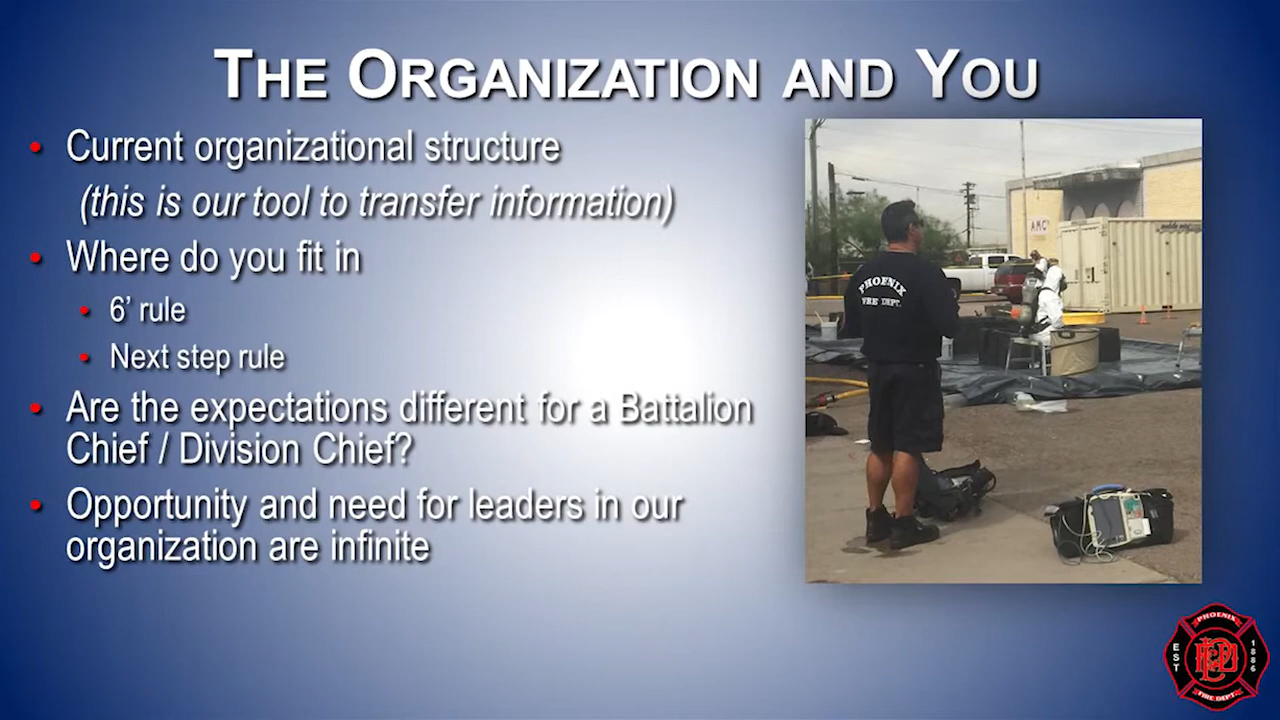 THE ORGANIZATION AND YOU
• Current organizational structure
(this is our tool to transfer information)
• Where do you fit in
• 6’ rule
• Next step rule
• Are the expectations different for a Battalion
Chief / Division Chief?
• Opportunity and need for leaders in our
organization are infinite
AMC
PHOENIX
FIRE DEPT.
PHOENIX
EST
1886
FIRE DEPT.